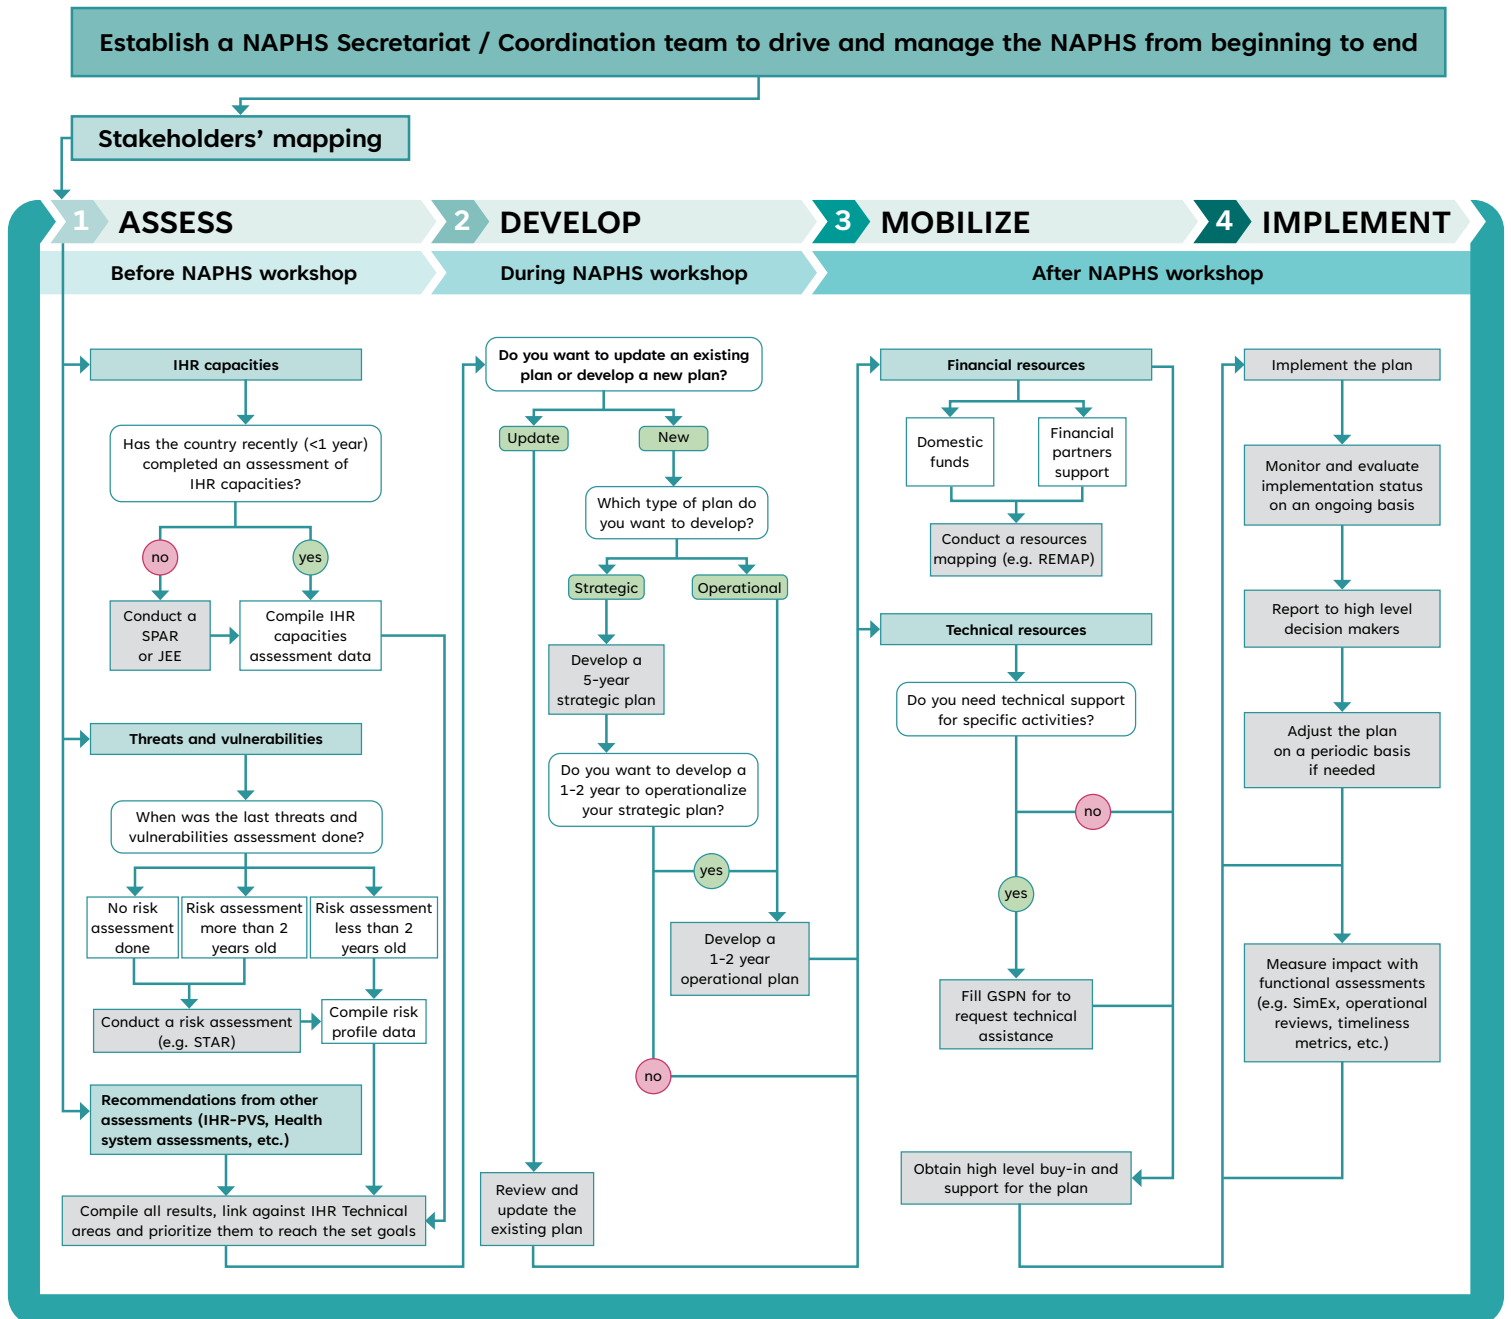 Establish a NAPHS Secretariat / Coordination team to drive and manage the NAPHS from beginning to end
Stakeholders' mapping
1 ASSESS
2 DEVELOP
3 MOBILIZE
4 IMPLEMENT
Before NAPHS workshop
During NAPHS workshop
After NAPHS workshop
IHR capacities
Has the country recently (<1 year)
completed an assessment of
IHR capacities?
no
yes
Conduct a
SPAR
or JEE
Compile IHR
capacities
assessment data
Threats and vulnerabilities
When was the last threats and
vulnerabilities assessment done?
No risk
assessment
done
Risk assessment
more than 2
years old
Risk assessment
less than 2
years old
Conduct a risk assessment
(e.g. STAR)
Compile risk
profile data
Recommendations from other
assessments (IHR-PVS, Health
system assessments, etc.)
Compile all results, link against IHR Technical
areas and prioritize them to reach the set goals
Do you want to update an existing
plan or develop a new plan?
Update
New
Which type of plan do
you want to develop?
Strategic
Operational
Develop a
5-year
strategic plan
Do you want to develop a
1-2 year to operationalize
your strategic plan?
yes
Develop a
1-2 year
operational plan
no
Review and
update the
existing plan
Financial resources
Domestic
funds
Financial
partners
support
Conduct a resources
mapping (e.g. REMAP)
Technical resources
Do you need technical support
for specific activities?
no
yes
Fill GSPN for to
request technical
assistance
Obtain high level buy-in and
support for the plan
Implement the plan
Monitor and evaluate
implementation status
on an ongoing basis
Report to high level
decision makers
Adjust the plan
on a periodic basis
if needed
Measure impact with
functional assessments
(e.g. SimEx, operational
reviews, timeliness
metrics, etc.)